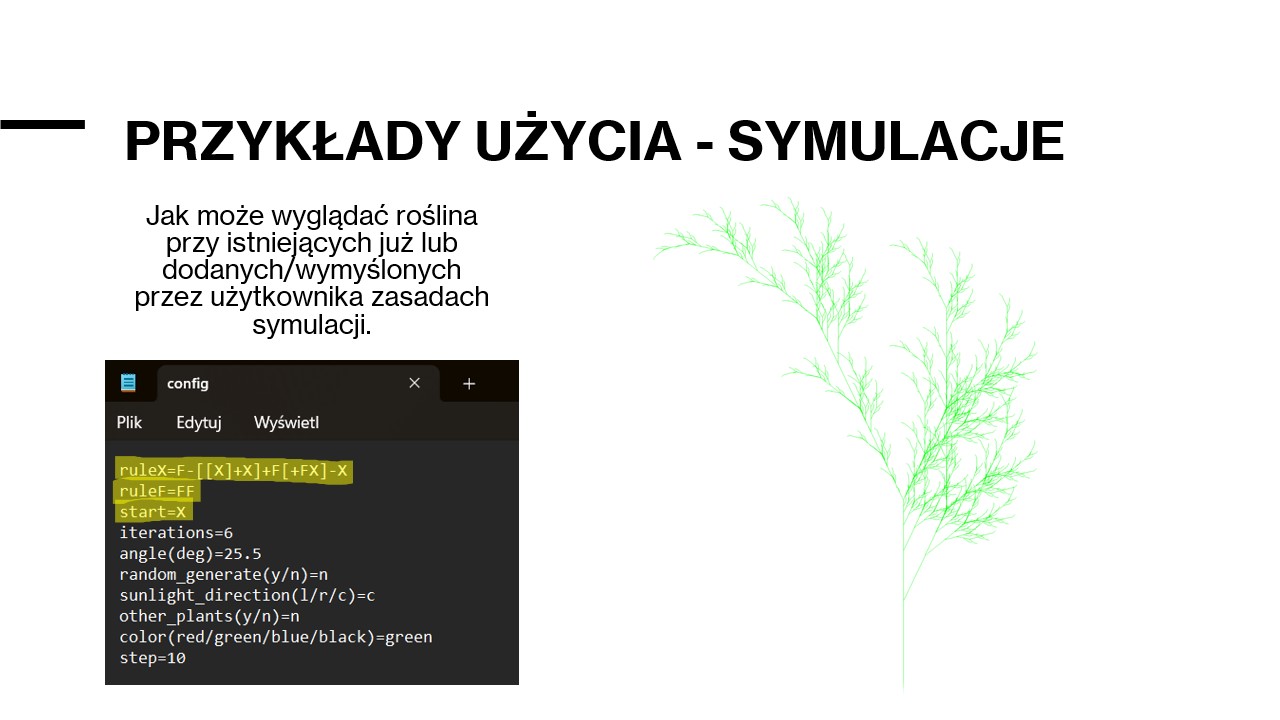 PRZYKŁADY UŻYCIA - SYMULACJE
Jak może wyglądać roślina
przy istniejących już lub
dodanych/wymyślonych
przez użytkownika zasadach
symulacji.
config
Plik Edytuj Wyświetl
ruleX=F-[[X]+X]+F[+FX]-X
ruleF=FF
start=X
iterations=6
angle(deg)=25.5
random_generate(y/n)=n
sunlight_direction(l/r/c)=c
other_plants(y/n)=n
color(red/green/blue/black)=green
step=10